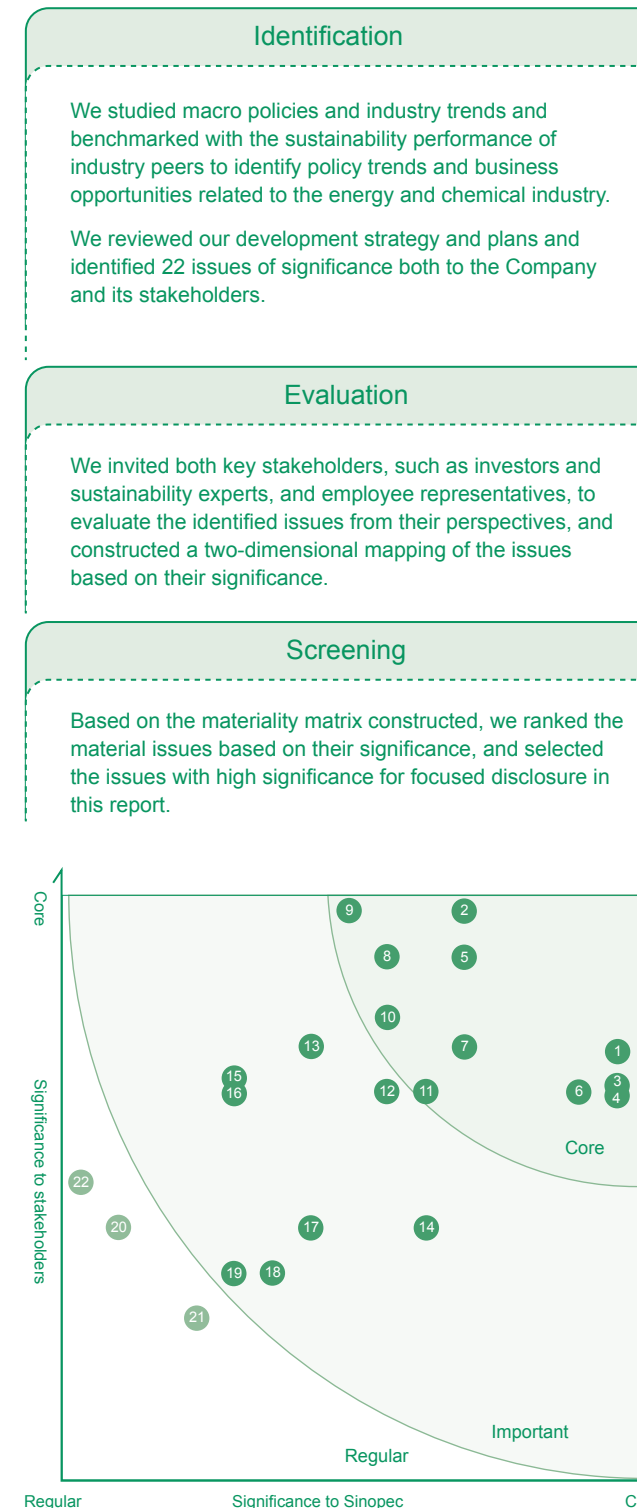 Identification
We studied macro policies and industry trends and
benchmarked with the sustainability performance of
industry peers to identify policy trends and business
opportunities related to the energy and chemical industry.
We reviewed our development strategy and plans and
identified 22 issues of significance both to the Company
and its stakeholders.
Evaluation
We invited both key stakeholders, such as investors and
sustainability experts, and employee representatives, to
evaluate the identified issues from their perspectives, and
constructed a two-dimensional mapping of the issues
based on their significance.
Screening
Based on the materiality matrix constructed, we ranked the
material issues based on their significance, and selected
the issues with high significance for focused disclosure in
this report.
Core
Significance to stakeholders
9
2
8
5
10
13
7
1
15
3
16
12
11
6
4
Core
22
20
17
14
19
18
21
Important
Regular
Regular
Significance to Sinopec
C